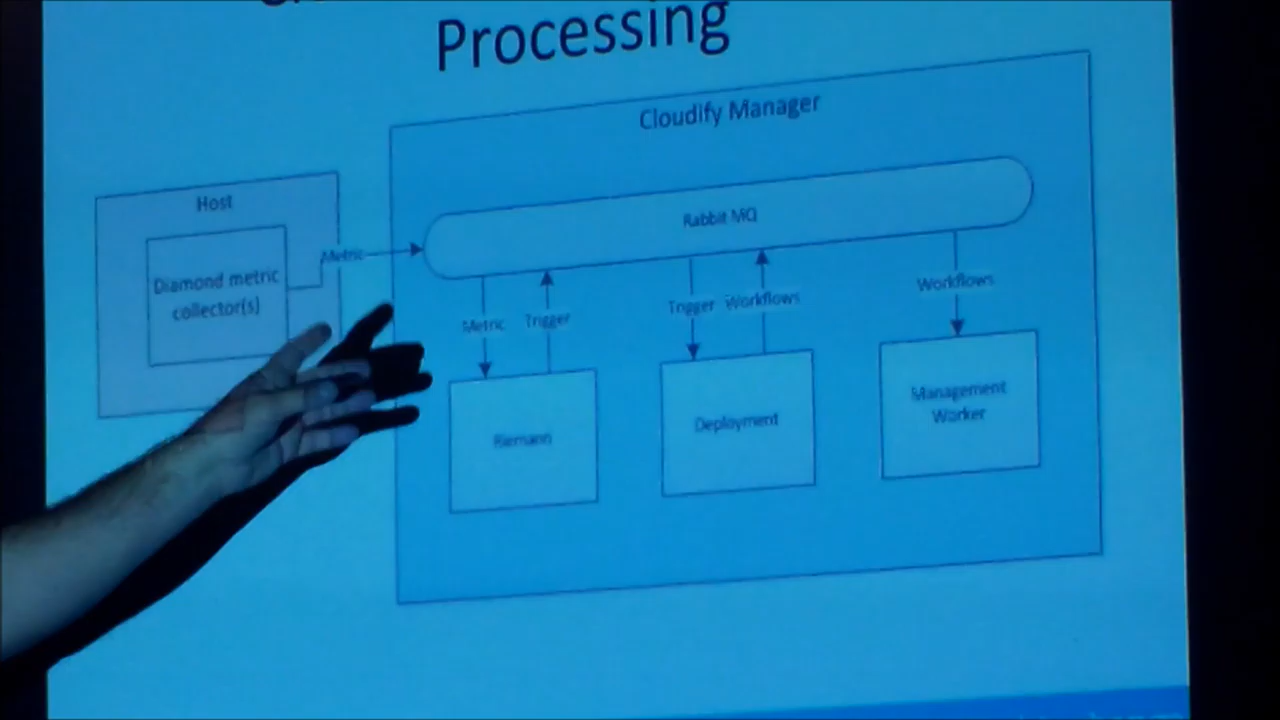 Processing
Cloudify Manager
Host
Rabbit MQ
Metric
Diamond metric
collector(s)
Metric
Trigger
Trigger
Workflows
Workflows
Riemann
Deployment
Management
Worker